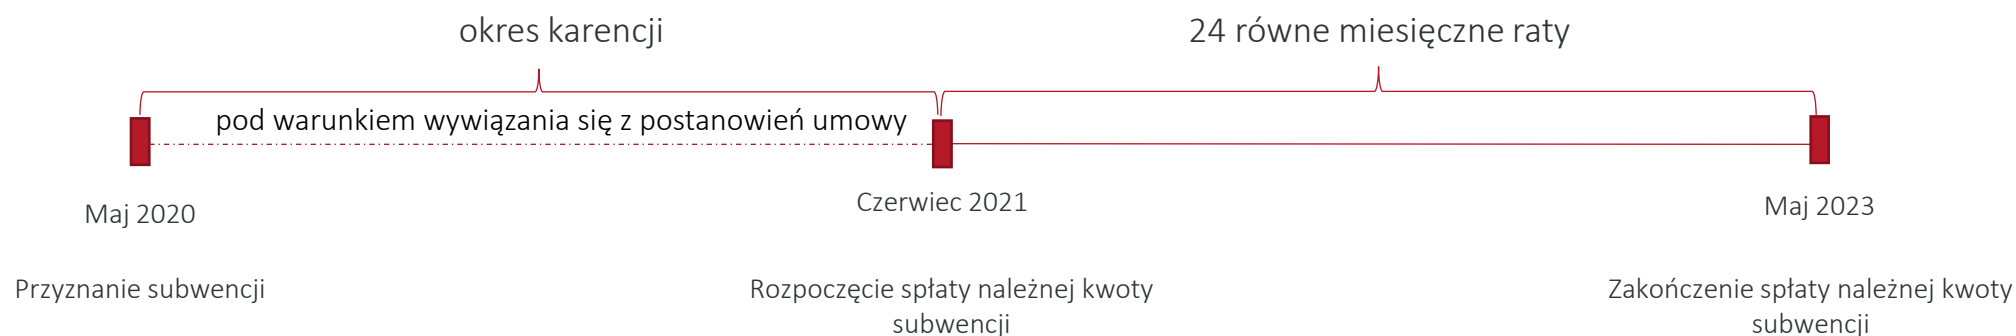 okres karencji
24 równe miesięczne raty
pod warunkiem wywiązania się z postanowień umowy
Maj 2020
Czerwiec 2021
Maj 2023
Przyznanie subwencji
Rozpoczęcie spłaty należnej kwoty
subwencji
Zakończenie spłaty należnej kwoty
subwencji